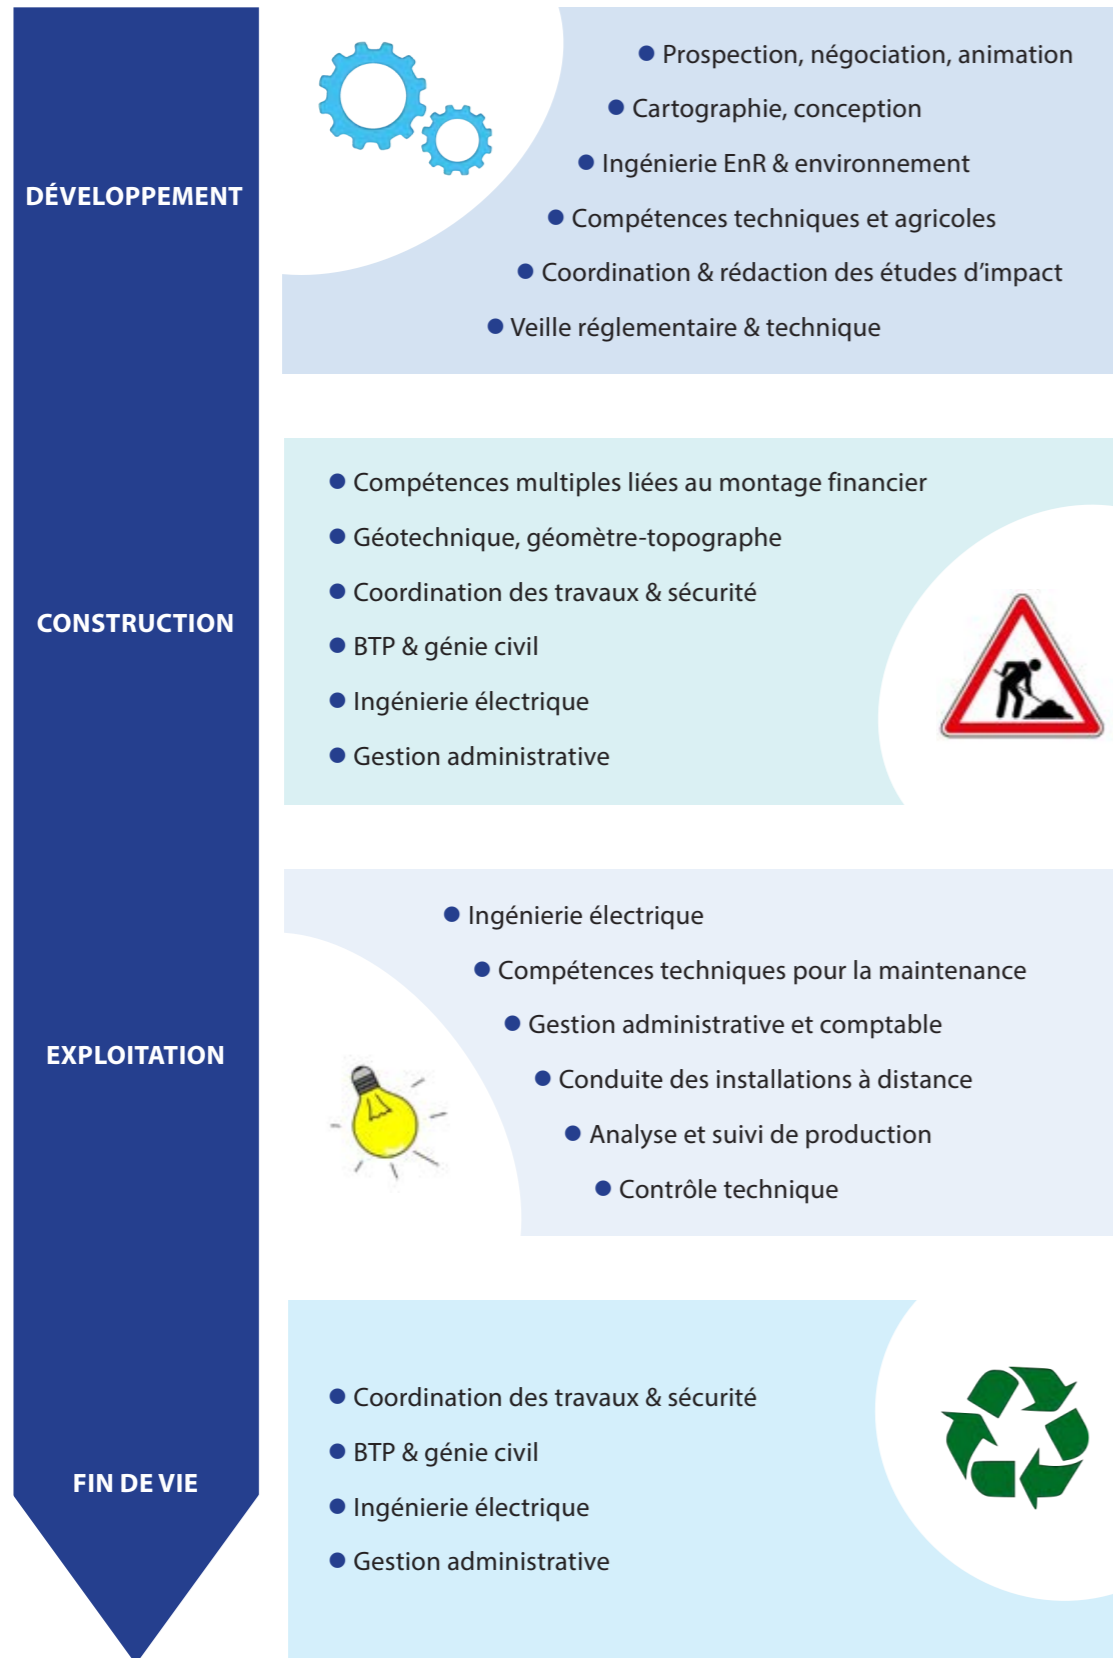 DÉVELOPPEMENT
● Prospection, négociation, animation
● Cartographie, conception
● Ingénierie EnR & environnement
● Compétences techniques et agricoles
● Coordination & rédaction des études d’impact
● Veille réglementaire & technique
CONSTRUCTION
● Compétences multiples liées au montage financier
● Géotechnique, géomètre-topographe
● Coordination des travaux & sécurité
● BTP & génie civil
● Ingénierie électrique
● Gestion administrative
EXPLOITATION
● Ingénierie électrique
● Compétences techniques pour la maintenance
● Gestion administrative et comptable
● Conduite des installations à distance
● Analyse et suivi de production
● Contrôle technique
FIN DE VIE
● Coordination des travaux & sécurité
● BTP & génie civil
● Ingénierie électrique
● Gestion administrative